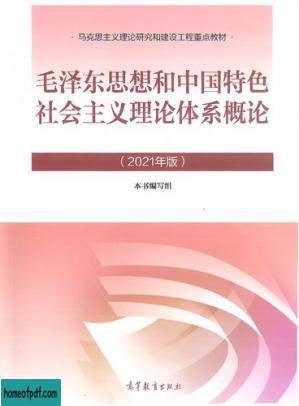 ·马克思主义理论研究和建设工程重点教材·
毛泽东思想和中国特色
社会主义理论体系概论
(2021年版)
本书编写组
高等教育出版社
homeofpdf.com